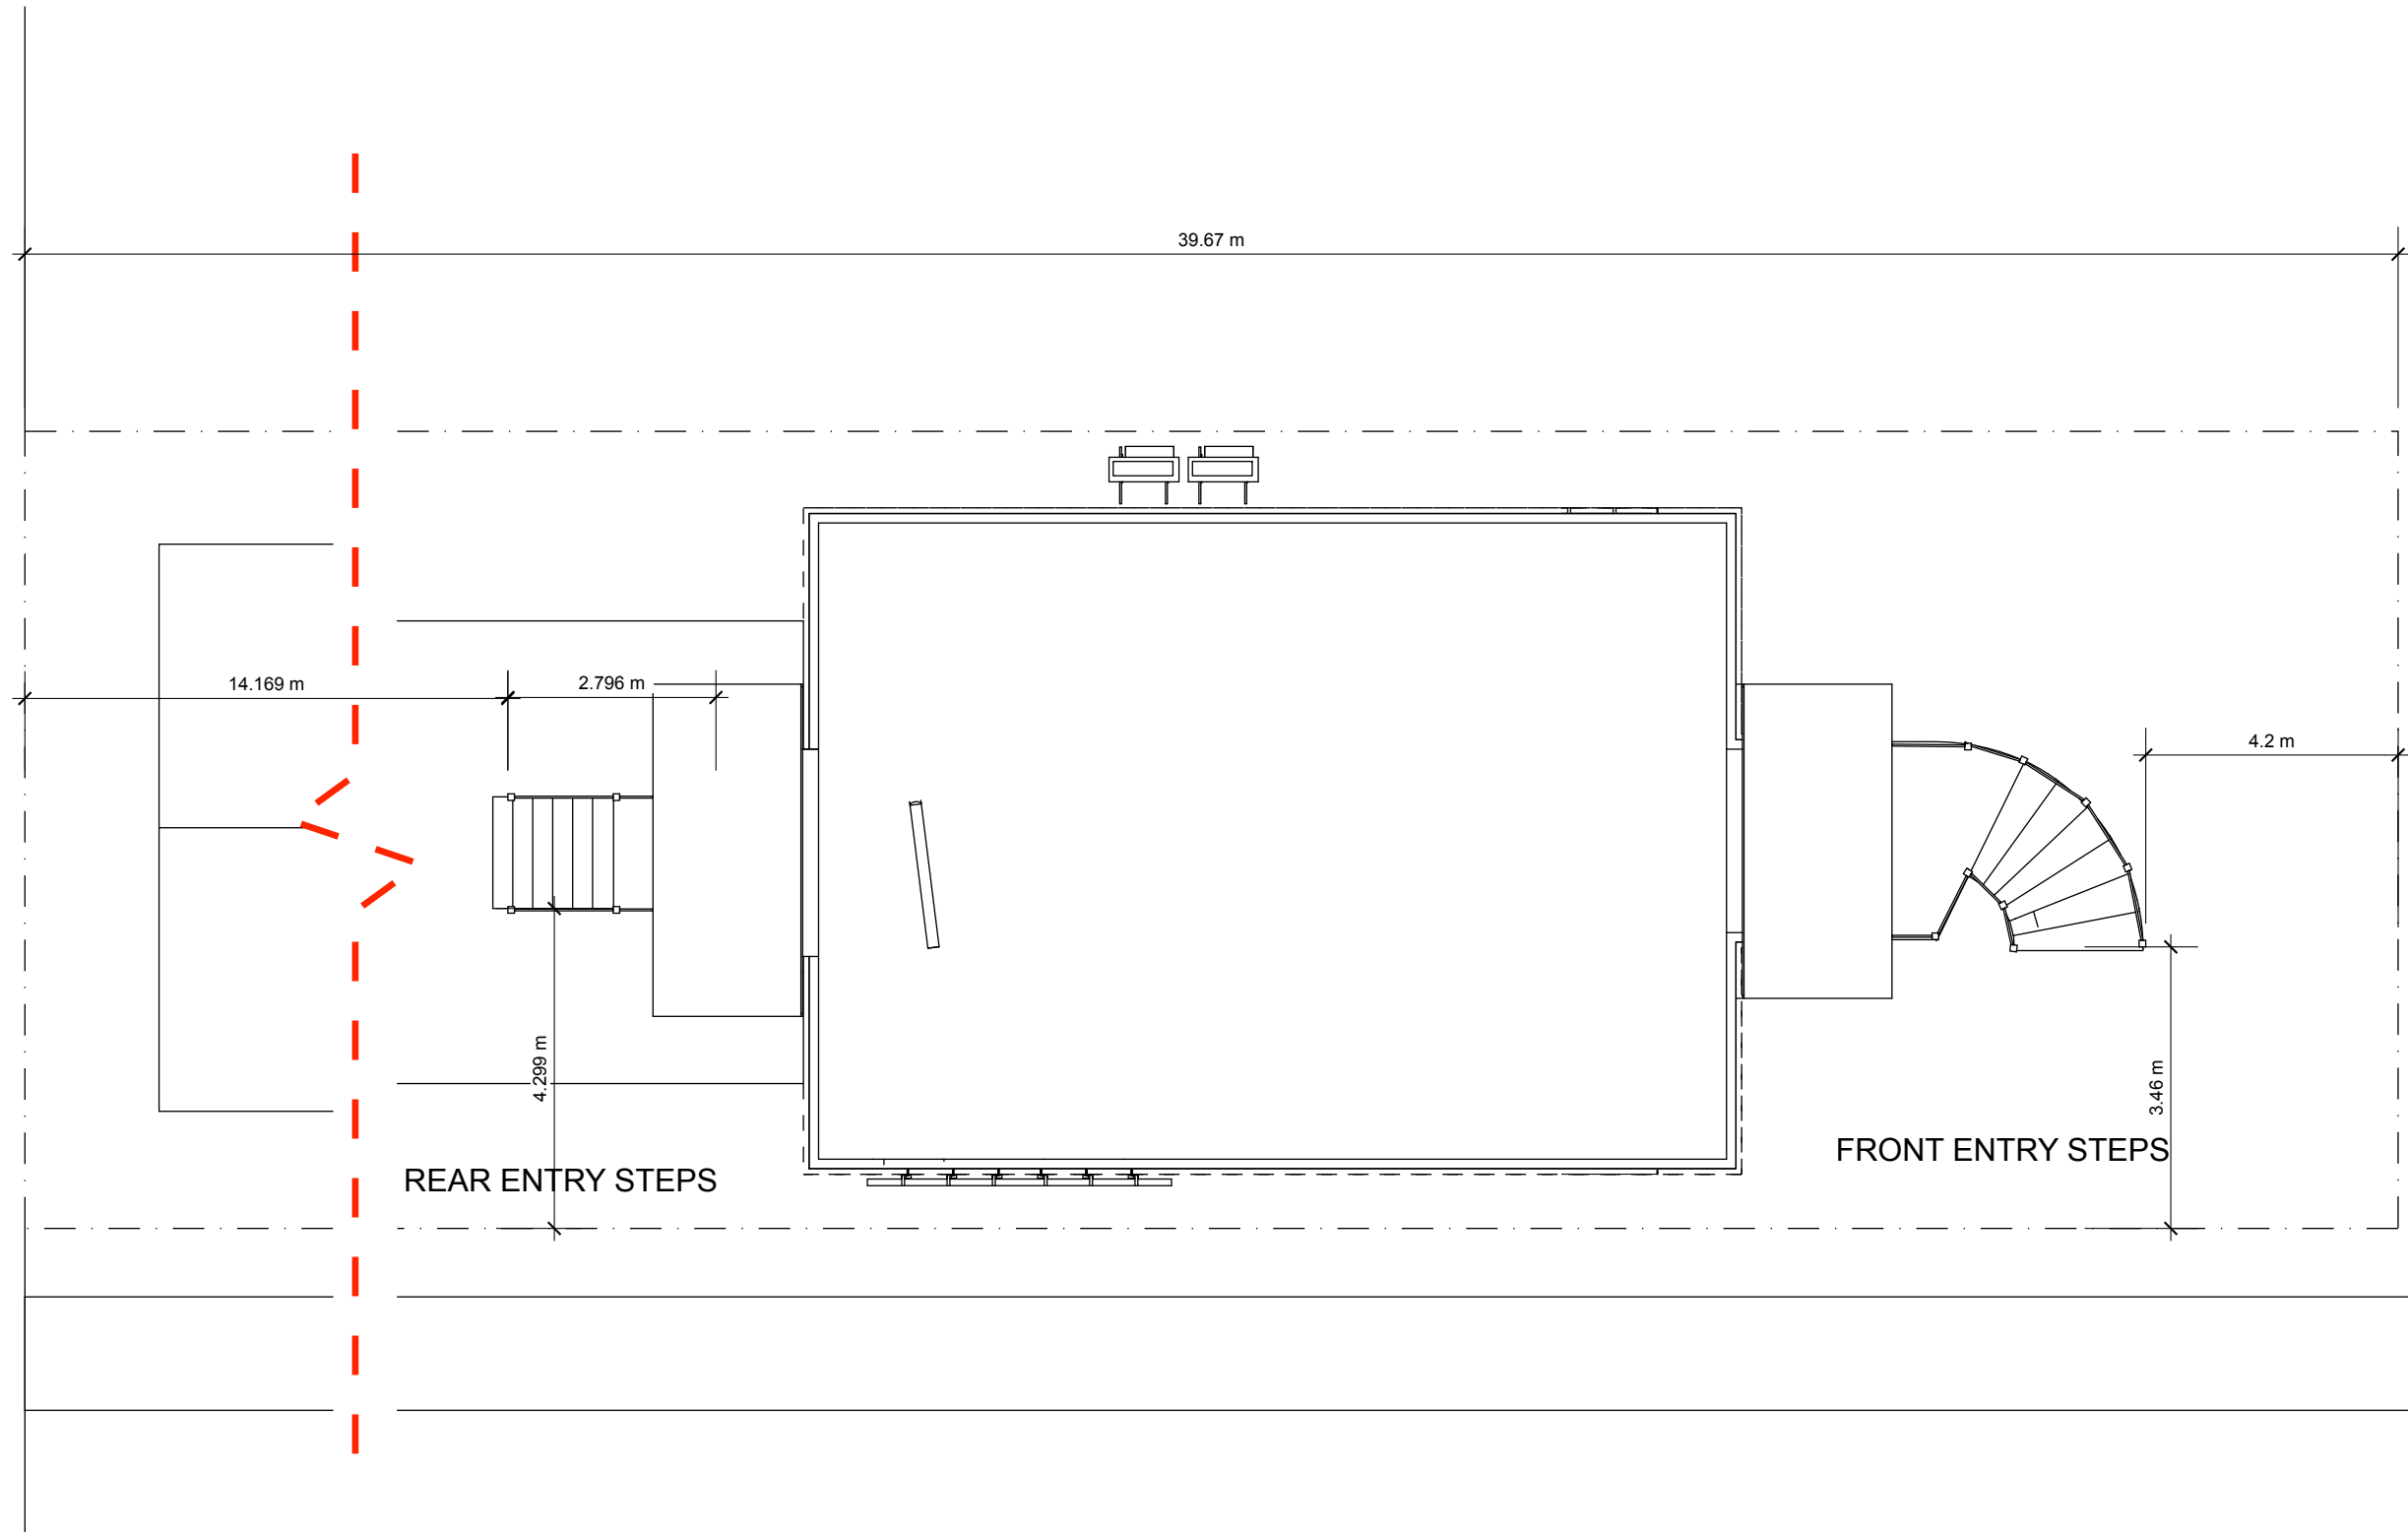 39.67 m
14.169 m
2.796 m
4.2 m
4.299 m
3.46 m
FRONT ENTRY STEPS
REAR ENTRY STEPS